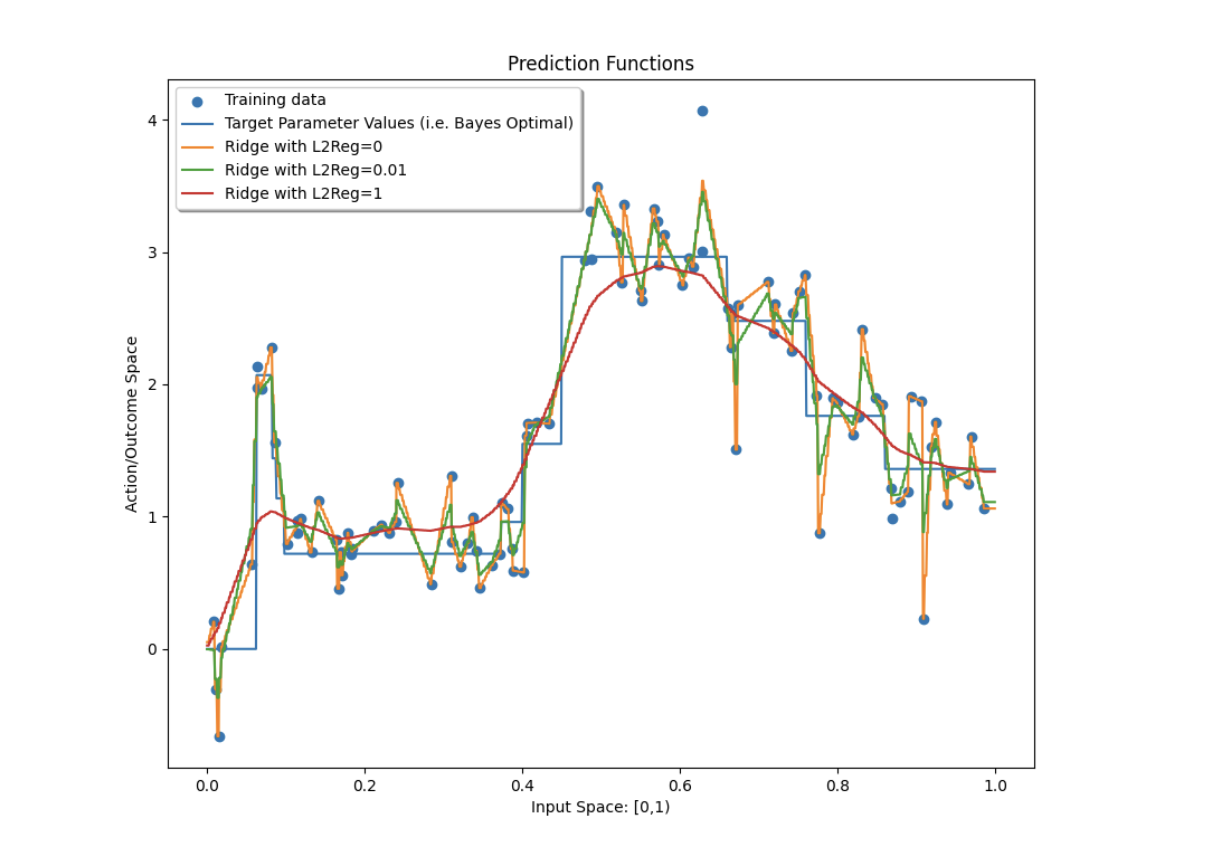 Prediction Functions
Training data
Target Parameter Values (i.e. Bayes Optimal)
Ridge with L2Reg=0
Ridge with L2Reg=0.01
Ridge with L2Reg=1
Action/Outcome Space
4
3
2
1
0
0.0 0.2 0.4 0.6 0.8 1.0
Input Space: [0,1)